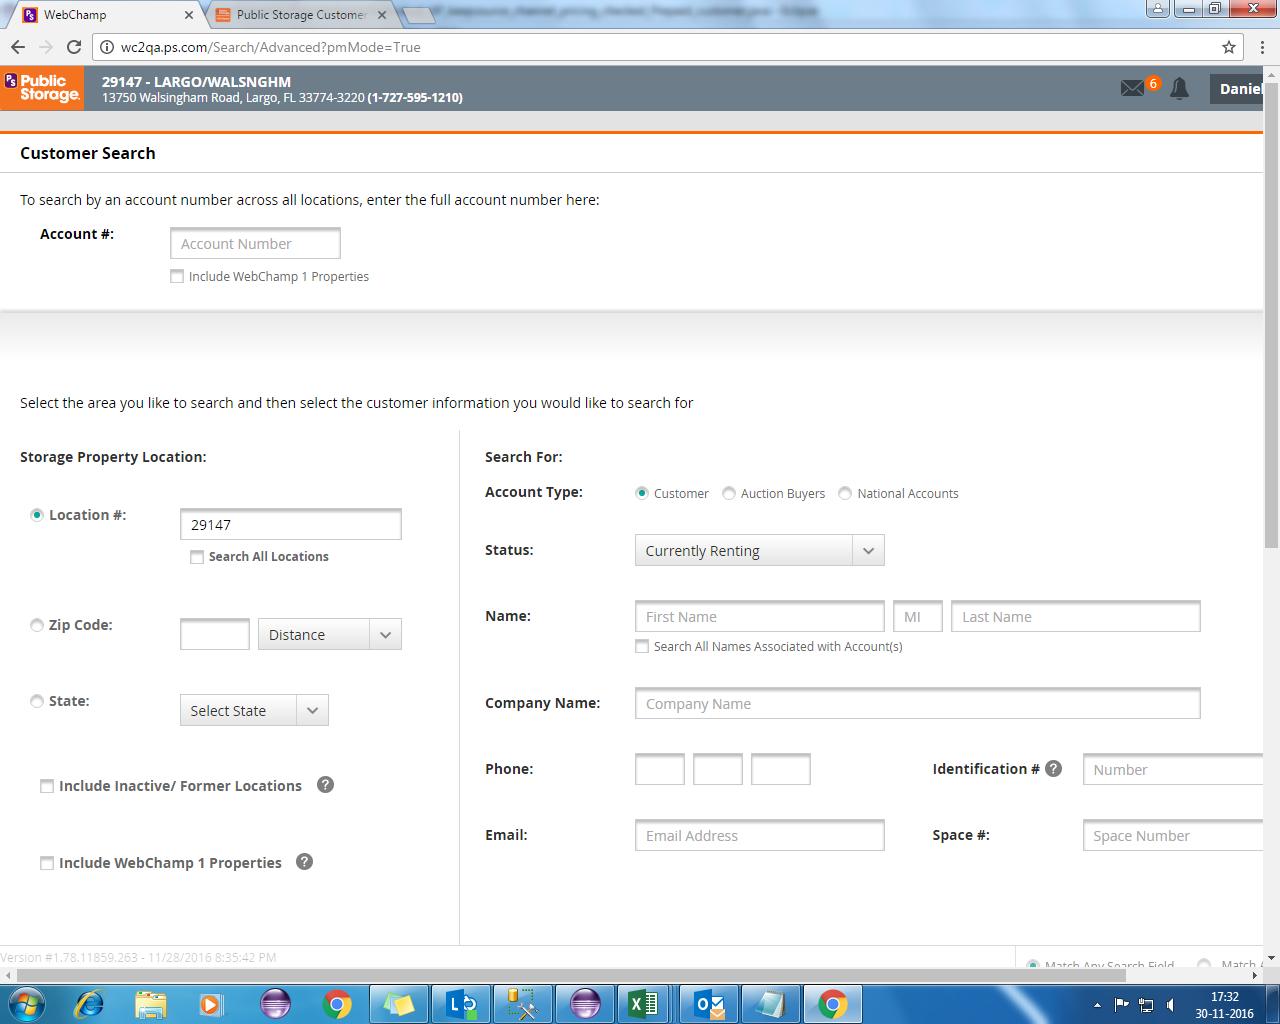 WebChamp
Public Storage Customer
wc2qa.ps.com/Search/Advanced?pmMode=True
PS Public Storage.
29147 - LARGO/WALSNGHM
13750 Walsingham Road, Largo, FL 33774-3220 (1-727-595-1210)
6
Daniel
Customer Search
To search by an account number across all locations, enter the full account number here:
Account #:
Account Number
Include WebChamp 1 Properties
Select the area you like to search and then select the customer information you would like to search for
Storage Property Location:
Location #:
29147
Search All Locations
Zip Code:
Distance
State:
Select State
Include Inactive/ Former Locations
?
Include WebChamp 1 Properties
?
Search For:
Account Type:
Customer
Auction Buyers
National Accounts
Status:
Currently Renting
Name:
First Name
MI
Last Name
Search All Names Associated with Account(s)
Company Name:
Company Name
Phone:
Identification #
?
Number
Email:
Email Address
Space #:
Space Number
Version #1.78.11859.263 - 11/28/2016 8:35:42 PM
Match Any Search Field
Match
17:32
30-11-2016